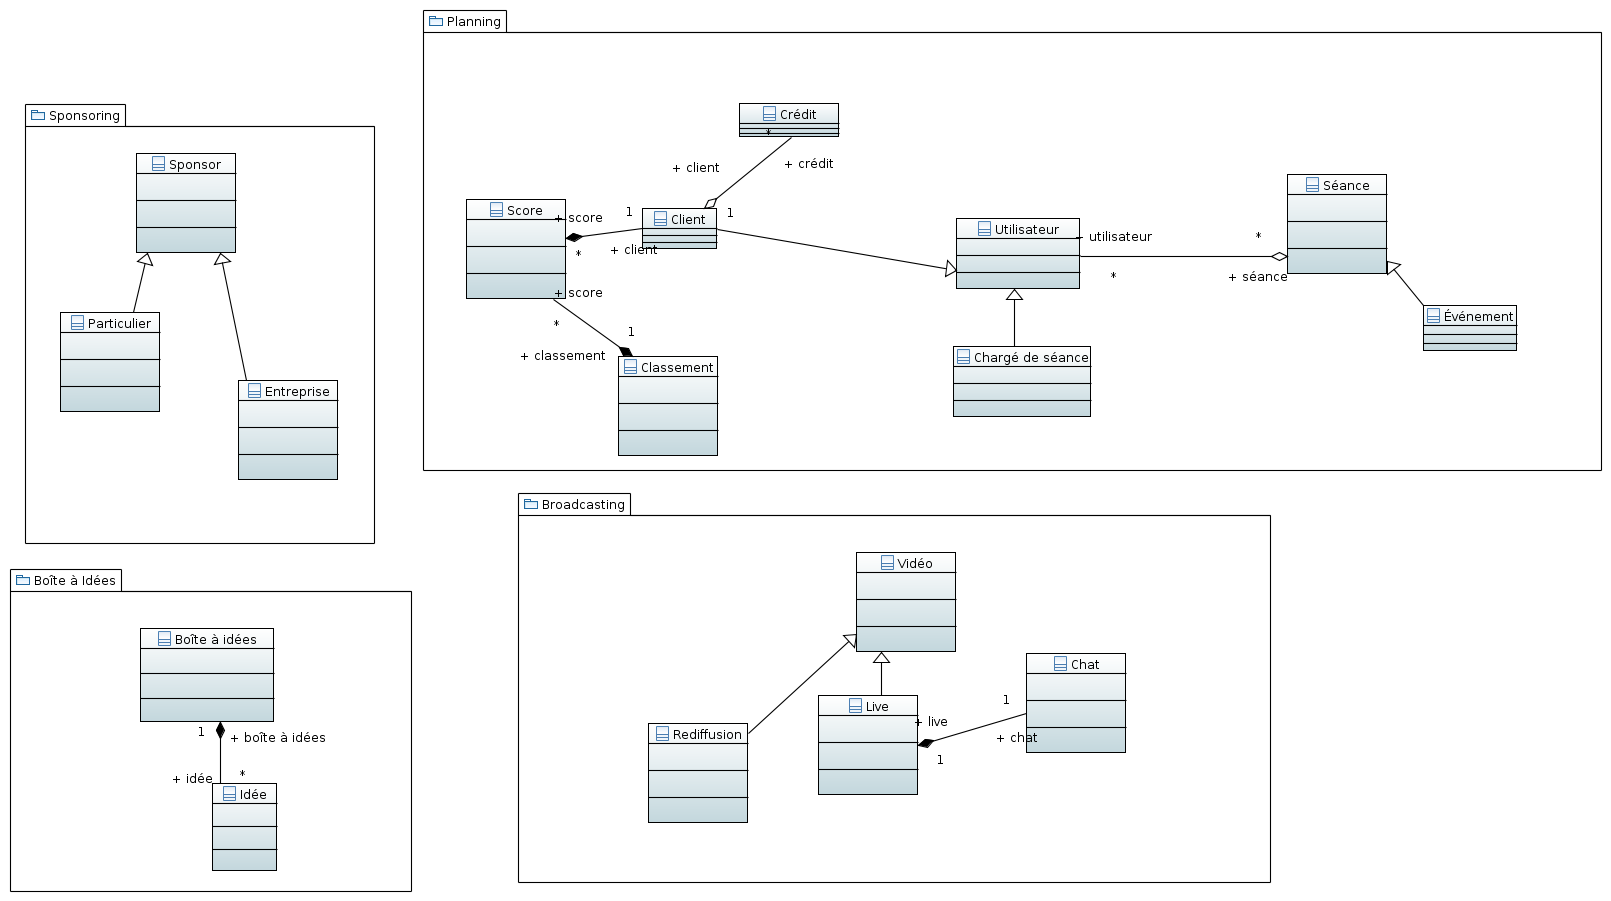 Planning
Crédit
*
+ client
+ crédit
Score
+ score
1
Client
1
*
+ client
Utilisateur
+ utilisateur
*
*
+ séance
Séance
Événement
+ score
*
1
+ classement
Classement
Chargé de séance
Sponsoring
Sponsor
Particulier
Entreprise
Boîte à Idées
Boîte à idées
1
+ boîte à idées
+ idée
*
Idée
Broadcasting
Vidéo
Rediffusion
Live
+ live
1
1
+ chat
Chat